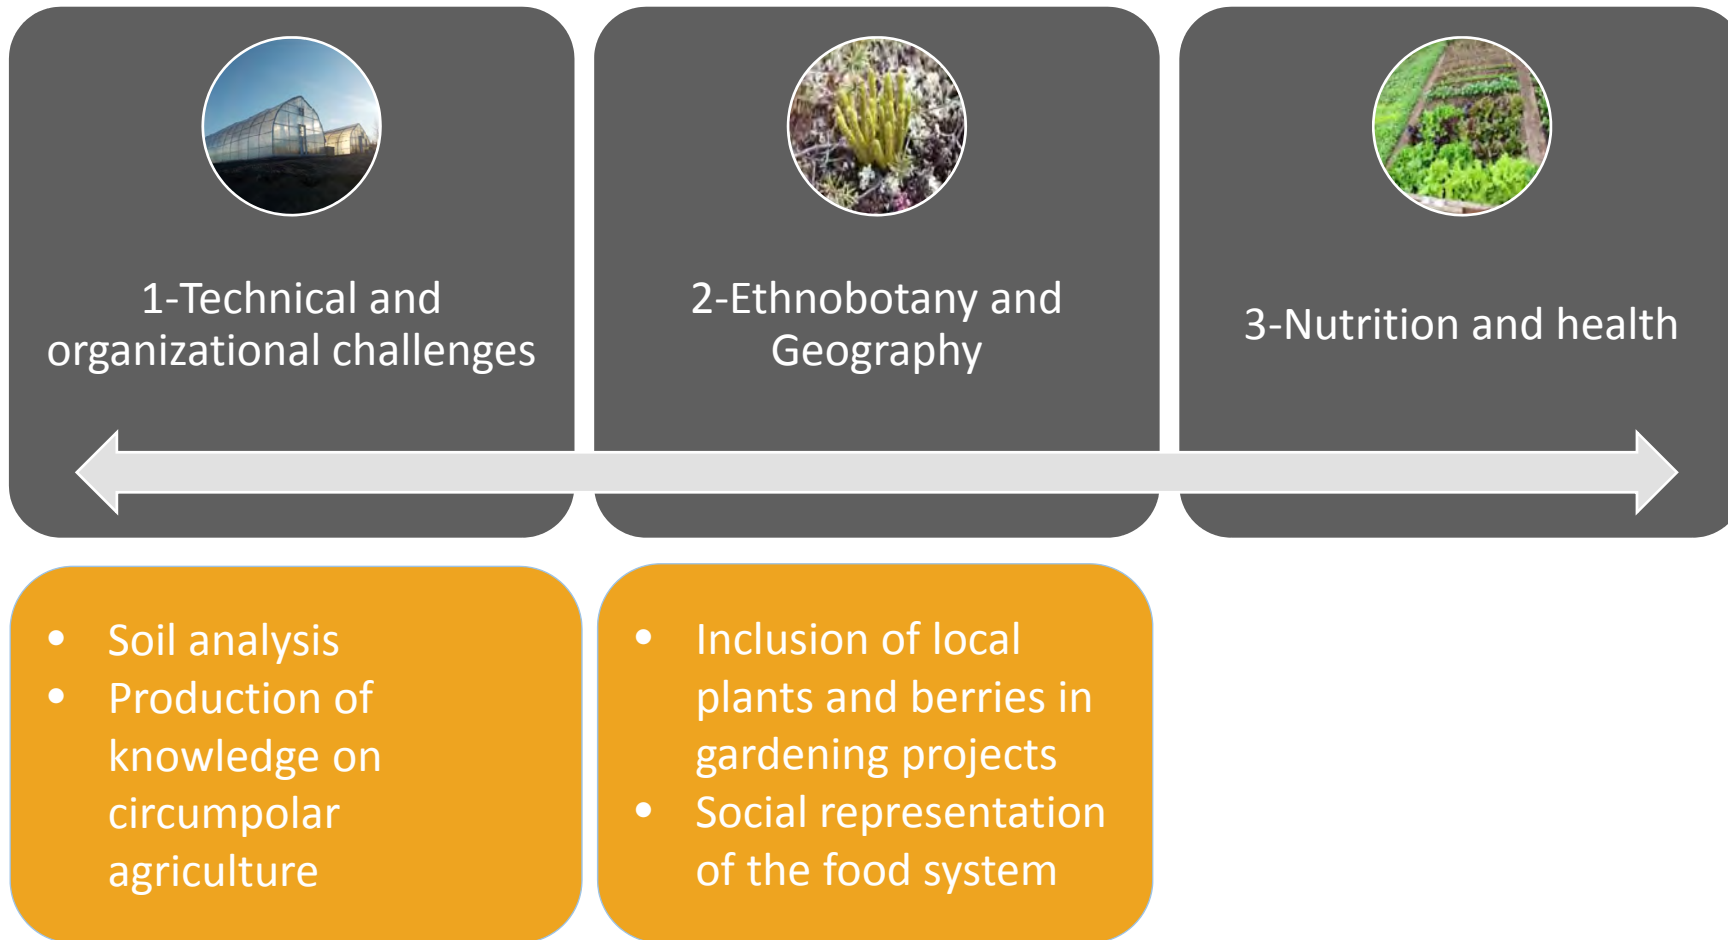 1-Technical and
organizational challenges
2-Ethnobotany and
Geography
3-Nutrition and health
• Soil analysis
• Production of
knowledge on
circumpolar
agriculture
• Inclusion of local
plants and berries in
gardening projects
• Social representation
of the food system